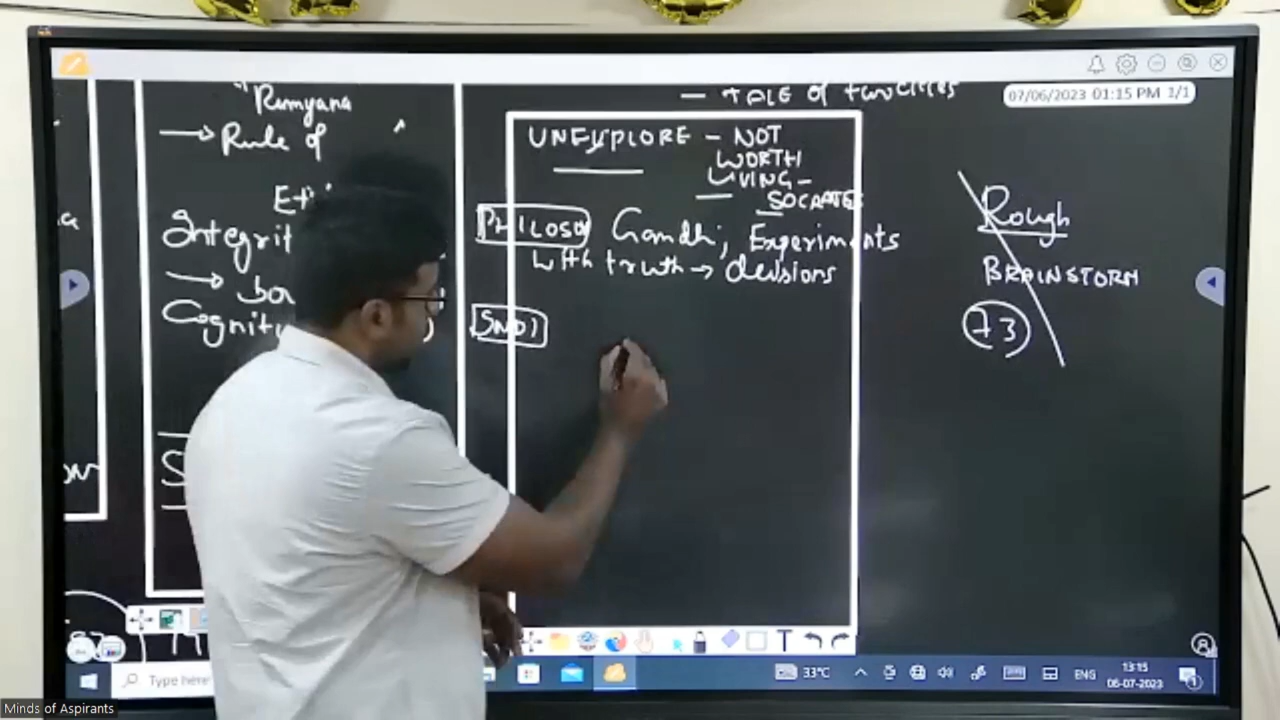 Rumyana
→ Rule of
Integrit
Cognit
— TALE of two cities
07/06/2023 01:15 PM 1/1
UNEXPLORE - NOT
WORTH
LIVING -
SOCRATES
PHILOSO
Gandhi, Experiments
with truth → decisions
Rough
BRAINSTORM
73
Type here
T
33°C
ENG
13:15
06-07-2023
Minds of Aspirants